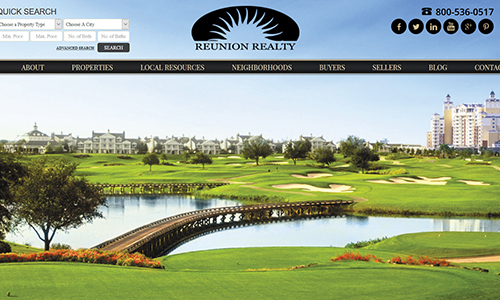 QUICK SEARCH
Choose a Property Type
Choose A City
Min. Price
Max. Price
No. of Beds
No. of Baths
ADVANCED SEARCH
SEARCH
REUNION REALTY
800-536-0517
ABOUT
PROPERTIES
LOCAL RESOURCES
NEIGHBORHOODS
BUYERS
SELLERS
BLOG
CONTAC